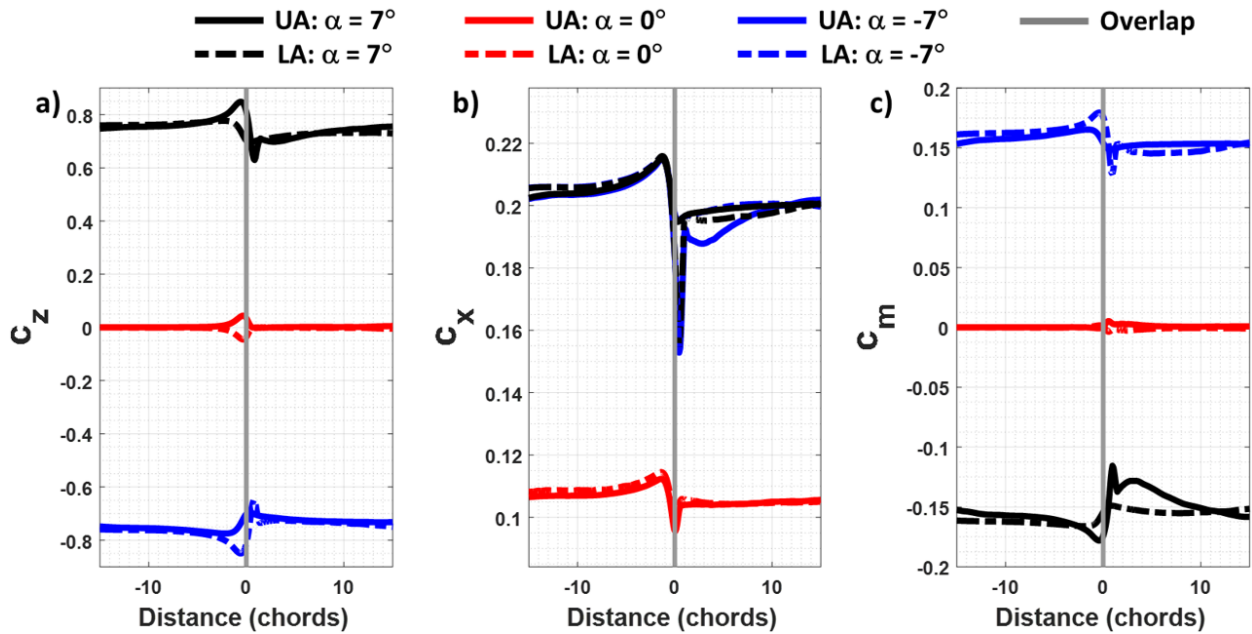 UA: α = 7° UA: α = 0° UA: α = -7° Overlap
LA: α = 7° LA: α = 0° LA: α = -7°
a)
0.8
0.6
0.4
0.2
0
-0.2
-0.4
-0.6
-0.8
c_z
-10 0 10
Distance (chords)
b)
0.22
0.2
0.18
0.16
0.14
0.12
0.1
c_x
-10 0 10
Distance (chords)
c)
0.2
0.15
0.1
0.05
0
-0.05
-0.1
-0.15
-0.2
c_m
-10 0 10
Distance (chords)